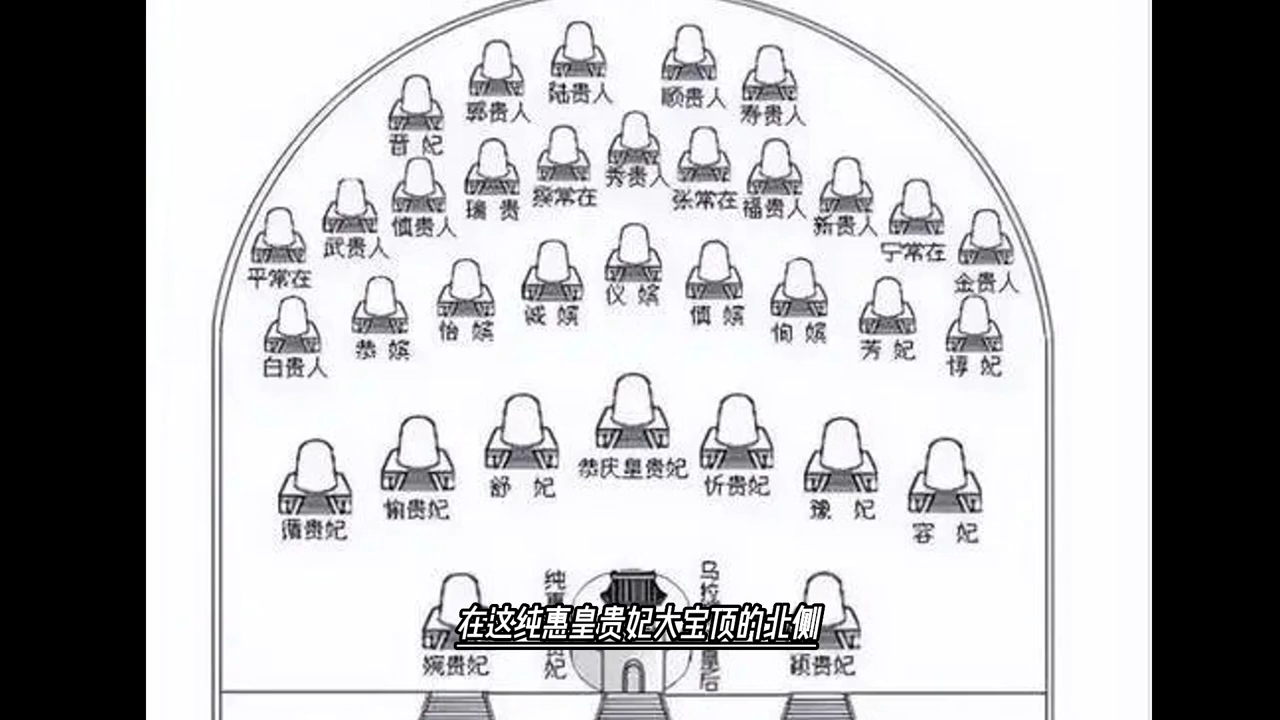 陆贵人
顺贵人
郭贵人
寿贵人
晋 妃
秀贵人
蔡常在
张常在
瑞 贵
福贵人
慎贵人
新贵人
武贵人
宁常在
平常在
金贵人
仪 嫔
诚 嫔
慎 嫔
怡 嫔
恂 嫔
恭 嫔
芳 妃
白贵人
惇 妃
恭庆皇贵妃
舒 妃
忻贵妃
愉贵妃
豫 妃
循贵妃
容 妃
在这纯惠皇贵妃大宝顶的北侧
婉贵妃
颖贵妃